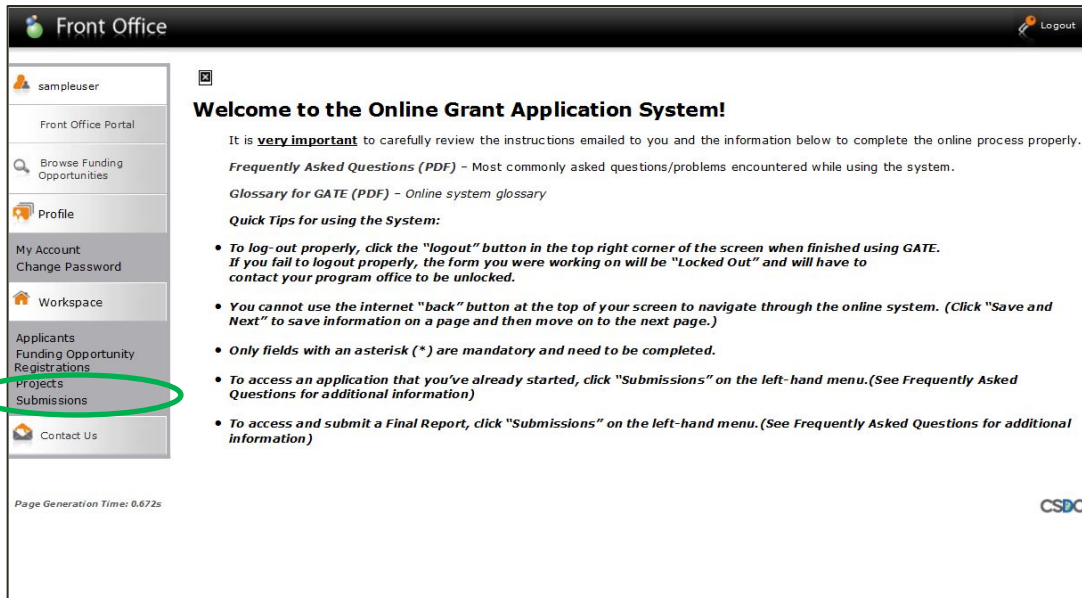 Front Office
Logout
sampleuser
Front Office Portal
Browse Funding
Opportunities
Profile
My Account
Change Password
Workspace
Applicants
Funding Opportunity
Registrations
Projects
Submissions
Contact Us
Page Generation Time: 0.672s
Welcome to the Online Grant Application System!
It is very important to carefully review the instructions emailed to you and the information below to complete the online process properly.
Frequently Asked Questions (PDF) – Most commonly asked questions/problems encountered while using the system.
Glossary for GATE (PDF) – Online system glossary
Quick Tips for using the System:
• To log-out properly, click the “logout” button in the top right corner of the screen when finished using GATE.
If you fail to logout properly, the form you were working on will be “Locked Out” and will have to
contact your program office to be unlocked.
• You cannot use the internet “back” button at the top of your screen to navigate through the online system. (Click “Save and
Next” to save information on a page and then move on to the next page.)
• Only fields with an asterisk (*) are mandatory and need to be completed.
• To access an application that you’ve already started, click “Submissions” on the left-hand menu.(See Frequently Asked
Questions for additional information)
• To access and submit a Final Report, click “Submissions” on the left-hand menu.(See Frequently Asked Questions for additional
information)
CSDC